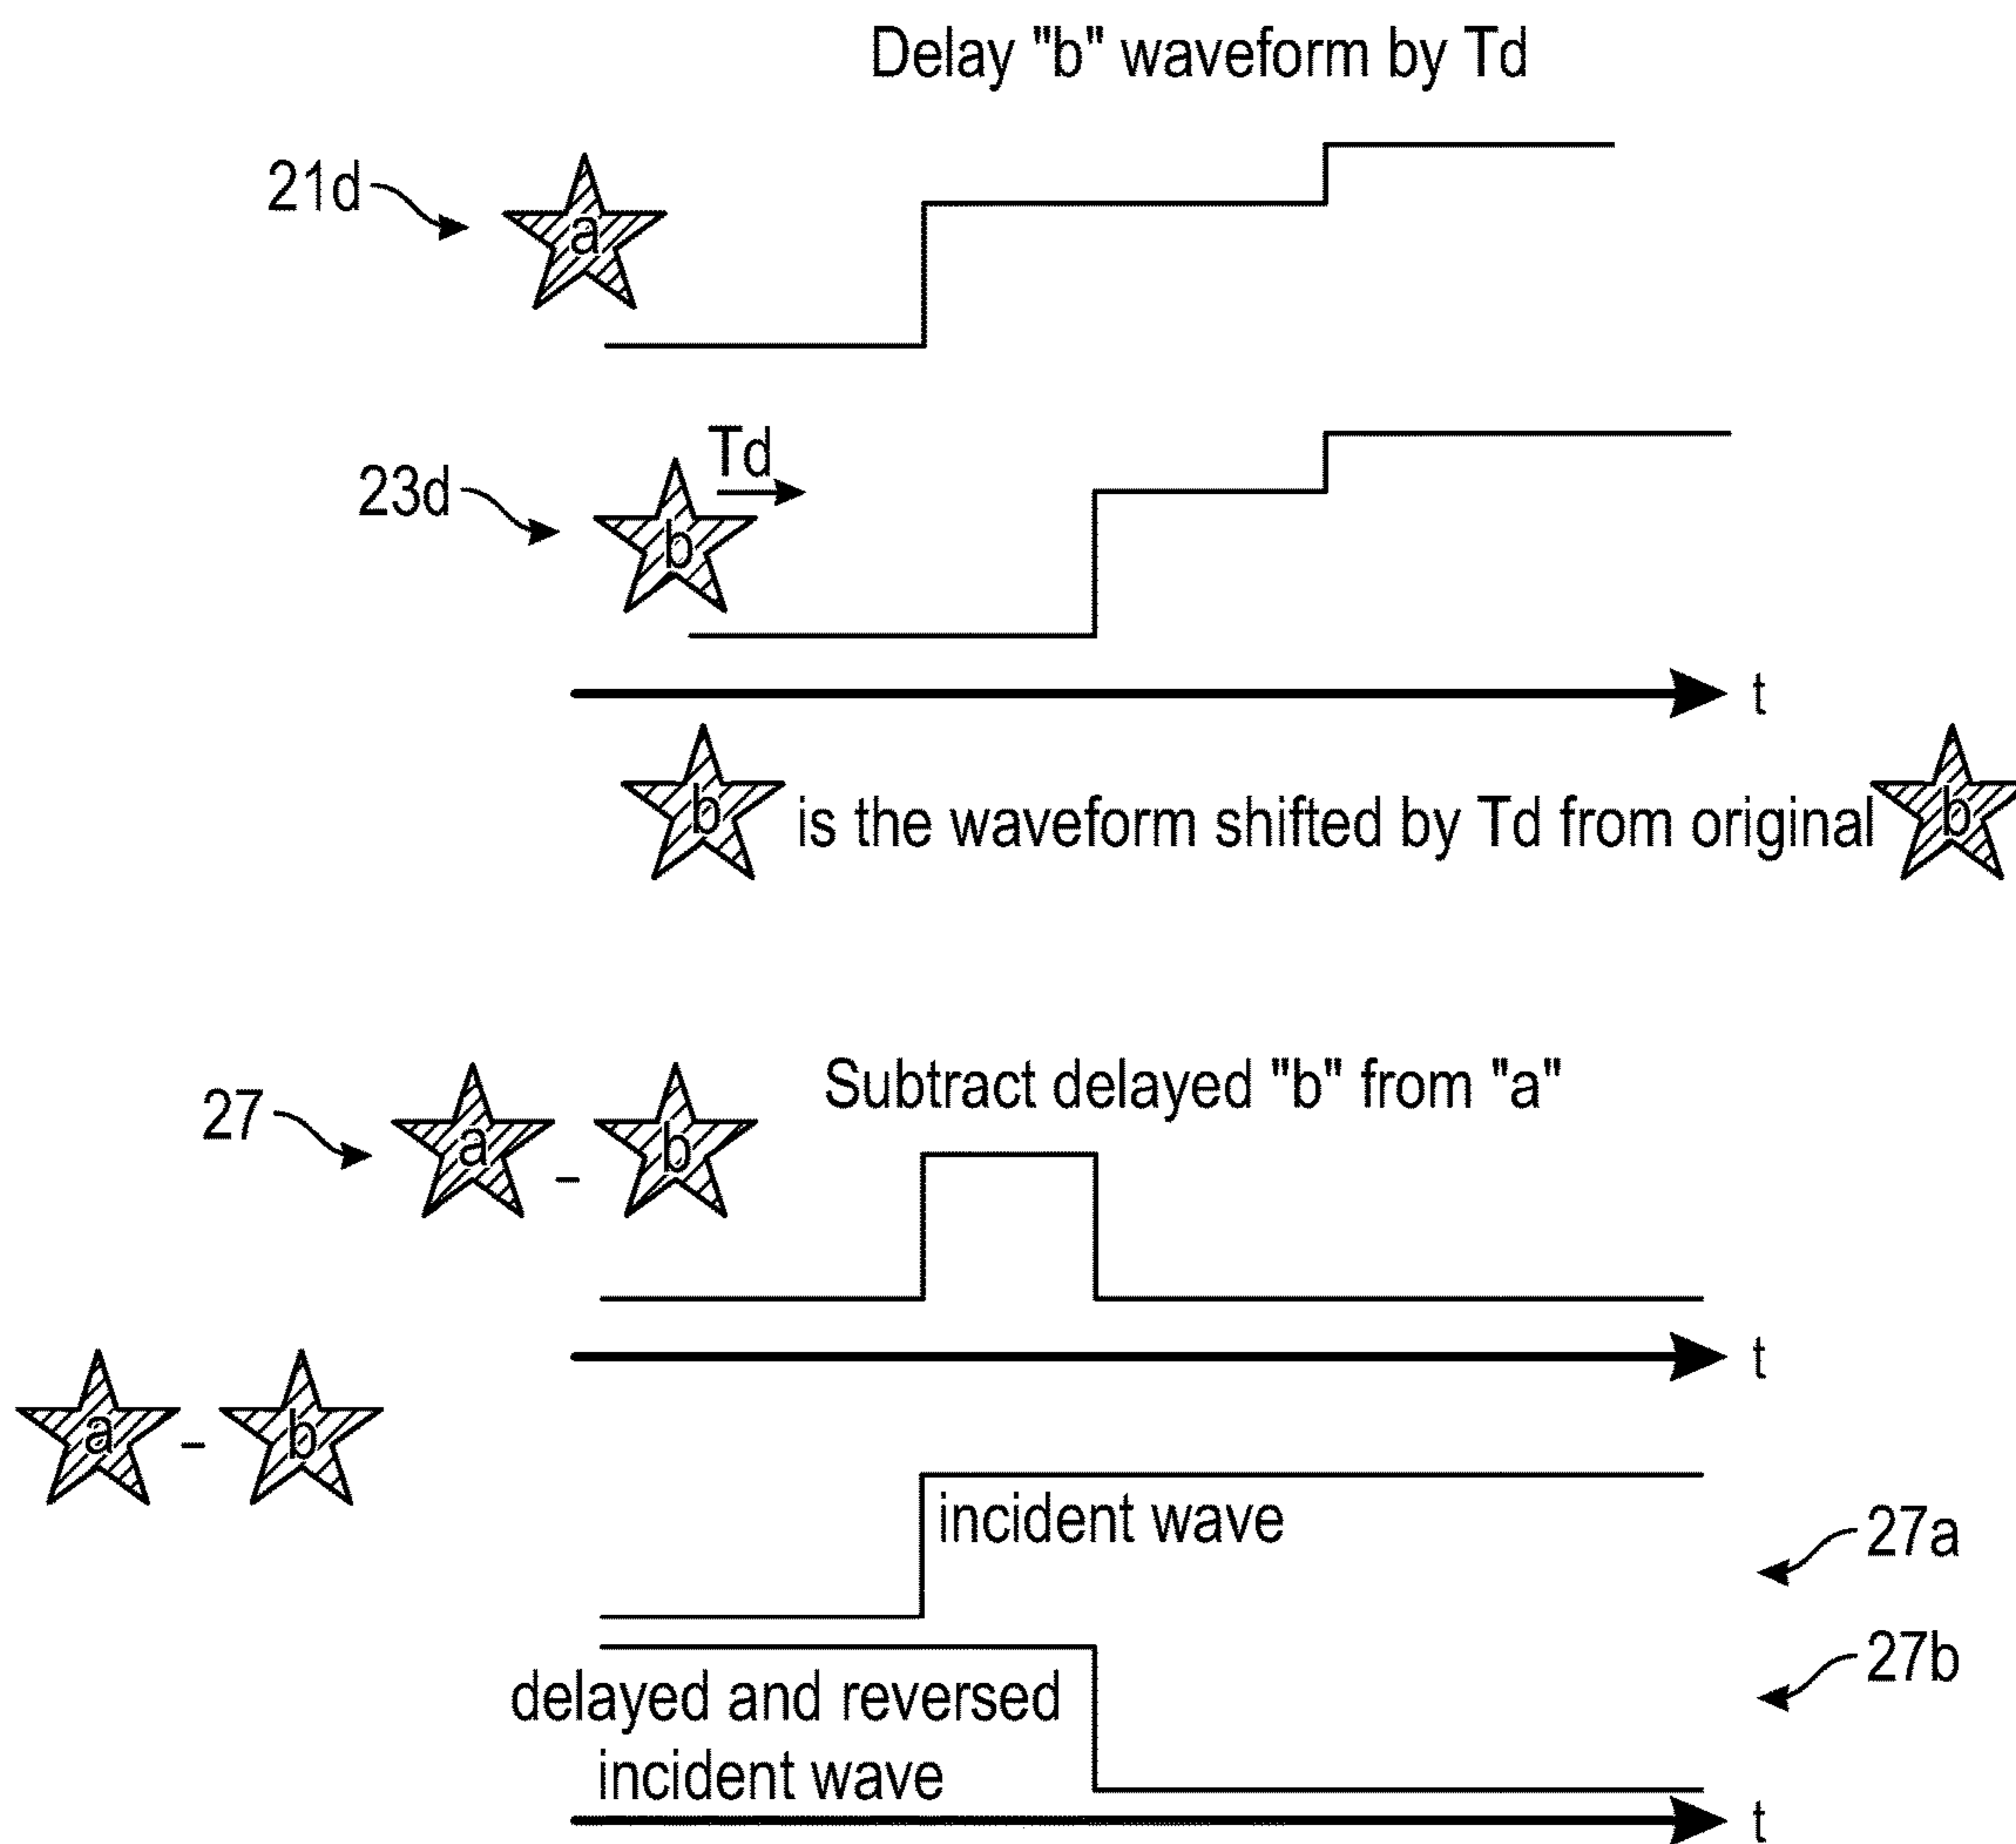 Delay "b" waveform by Td
21d
a
Td
23d
b
t
b is the waveform shifted by Td from original b
Subtract delayed "b" from "a"
27
a - b
t
a - b
incident wave
27a
27b
delayed and reversed
incident wave
t